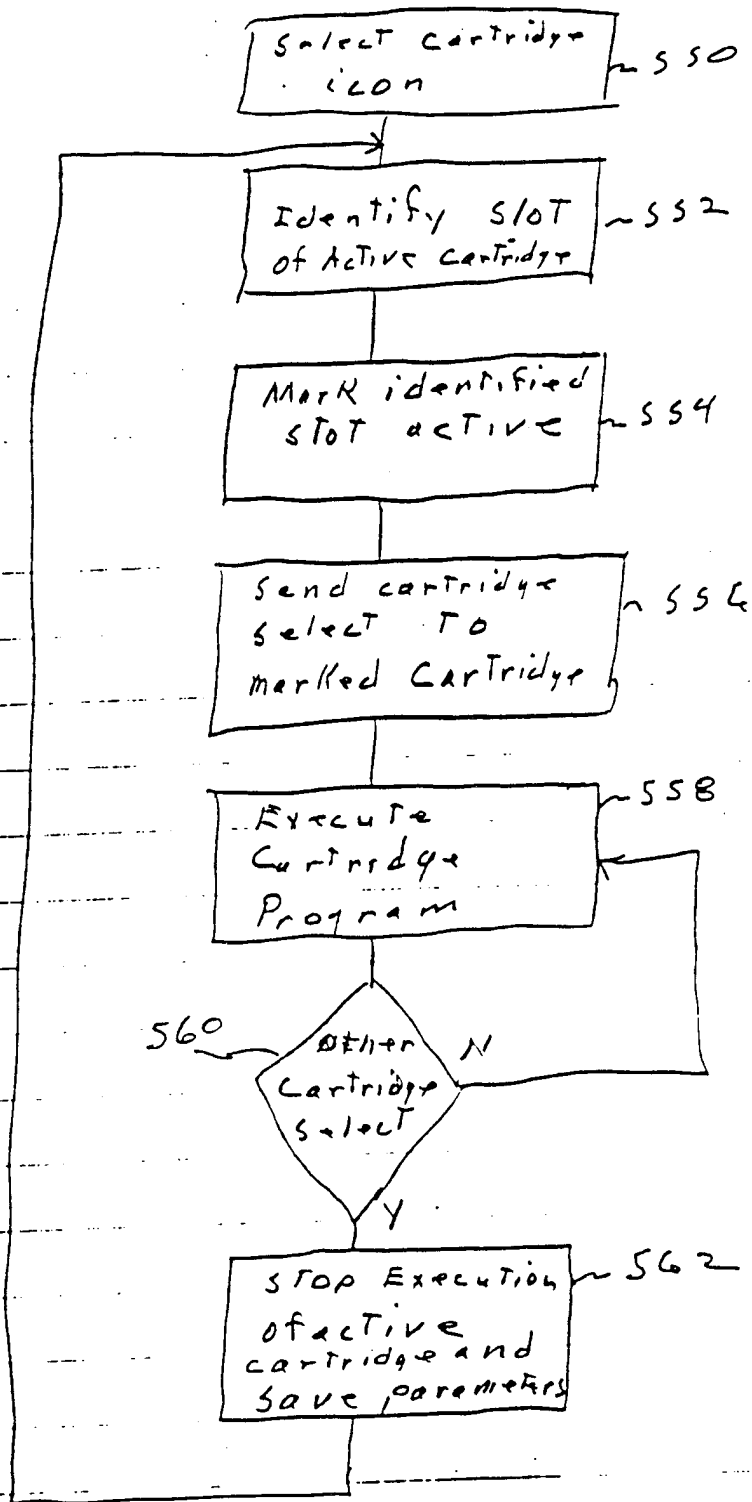 Select Cartridge
icon
550
Identify Slot
of Active Cartridge
552
Mark identified
slot active
554
Send cartridge
select To
marked Cartridge
556
Execute
Cartridge
Program
558
560
Other
Cartridge
Select
N
Y
Stop Execution
of active
cartridge and
save parameters
562